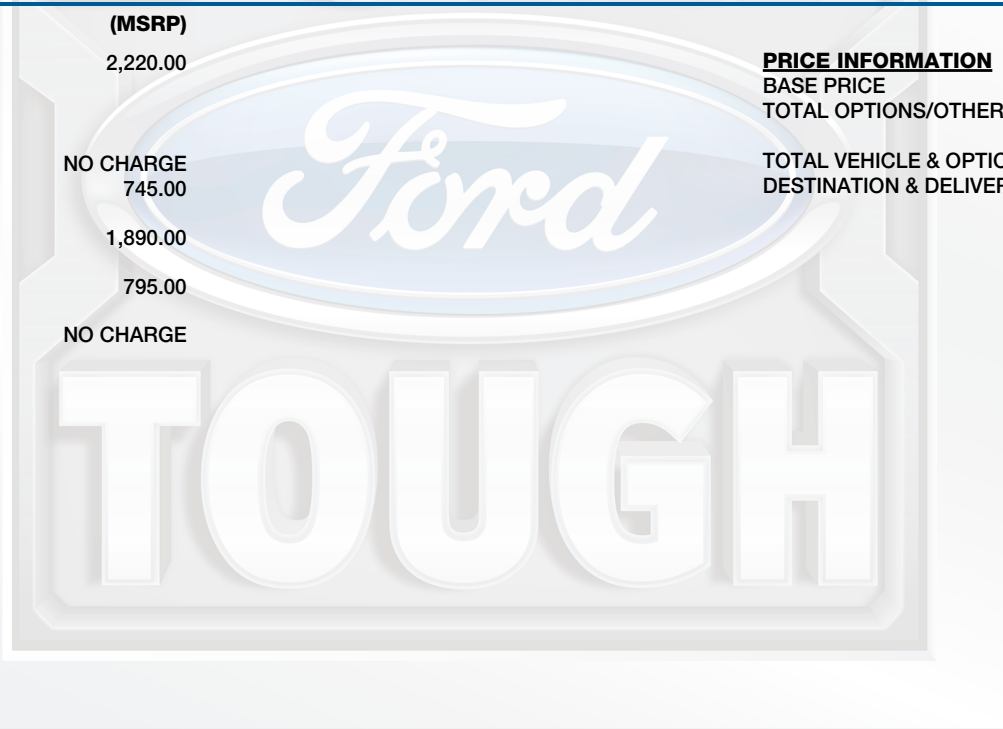 (MSRP)
2,220.00
NO CHARGE
745.00
1,890.00
795.00
NO CHARGE
PRICE INFORMATION
BASE PRICE
TOTAL OPTIONS/OTHER
TOTAL VEHICLE & OPTIO
DESTINATION & DELIVER
Ford
TOUGH